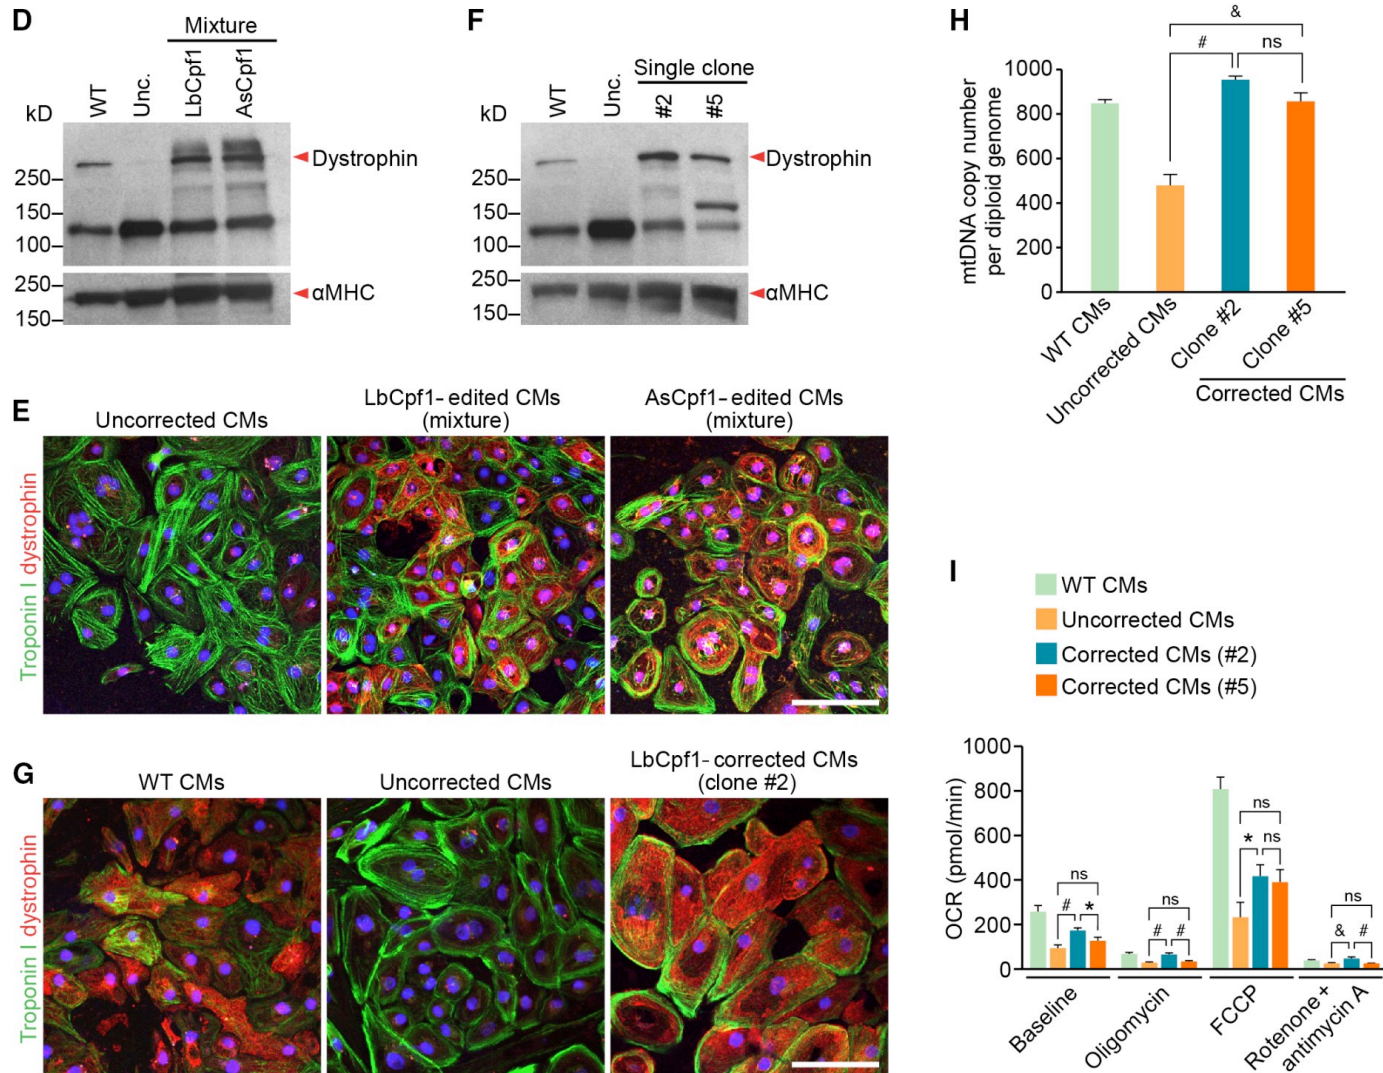 D
Mixture
WT
Unc.
LbCpf1
AsCpf1
kD
Dystrophin
250
150
100
250
αMHC
150
F
Single clone
WT
Unc.
#2
#5
kD
Dystrophin
250
150
100
250
αMHC
150
H
&
#
ns
mtDNA copy number
per diploid genome
1000
800
600
400
200
0
WT CMs
Uncorrected CMs
Clone #2
Clone #5
Corrected CMs
E
Uncorrected CMs
LbCpf1-edited CMs
(mixture)
AsCpf1-edited CMs
(mixture)
Troponin I dystrophin
G
WT CMs
Uncorrected CMs
LbCpf1-corrected CMs
(clone #2)
Troponin I dystrophin
I
WT CMs
Uncorrected CMs
Corrected CMs (#2)
Corrected CMs (#5)
OCR (pmol/min)
1000
800
600
400
200
0
ns
# *
ns
# #
ns
* ns
ns
& #
Baseline
Oligomycin
FCCP
Rotenone+
antimycin A